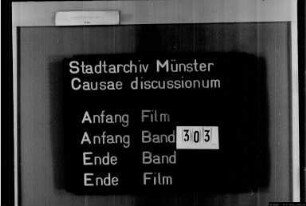 Stadtarchiv Münster
Causae discussionum
Anfang Film
Anfang Band 303
Ende Band
Ende Film